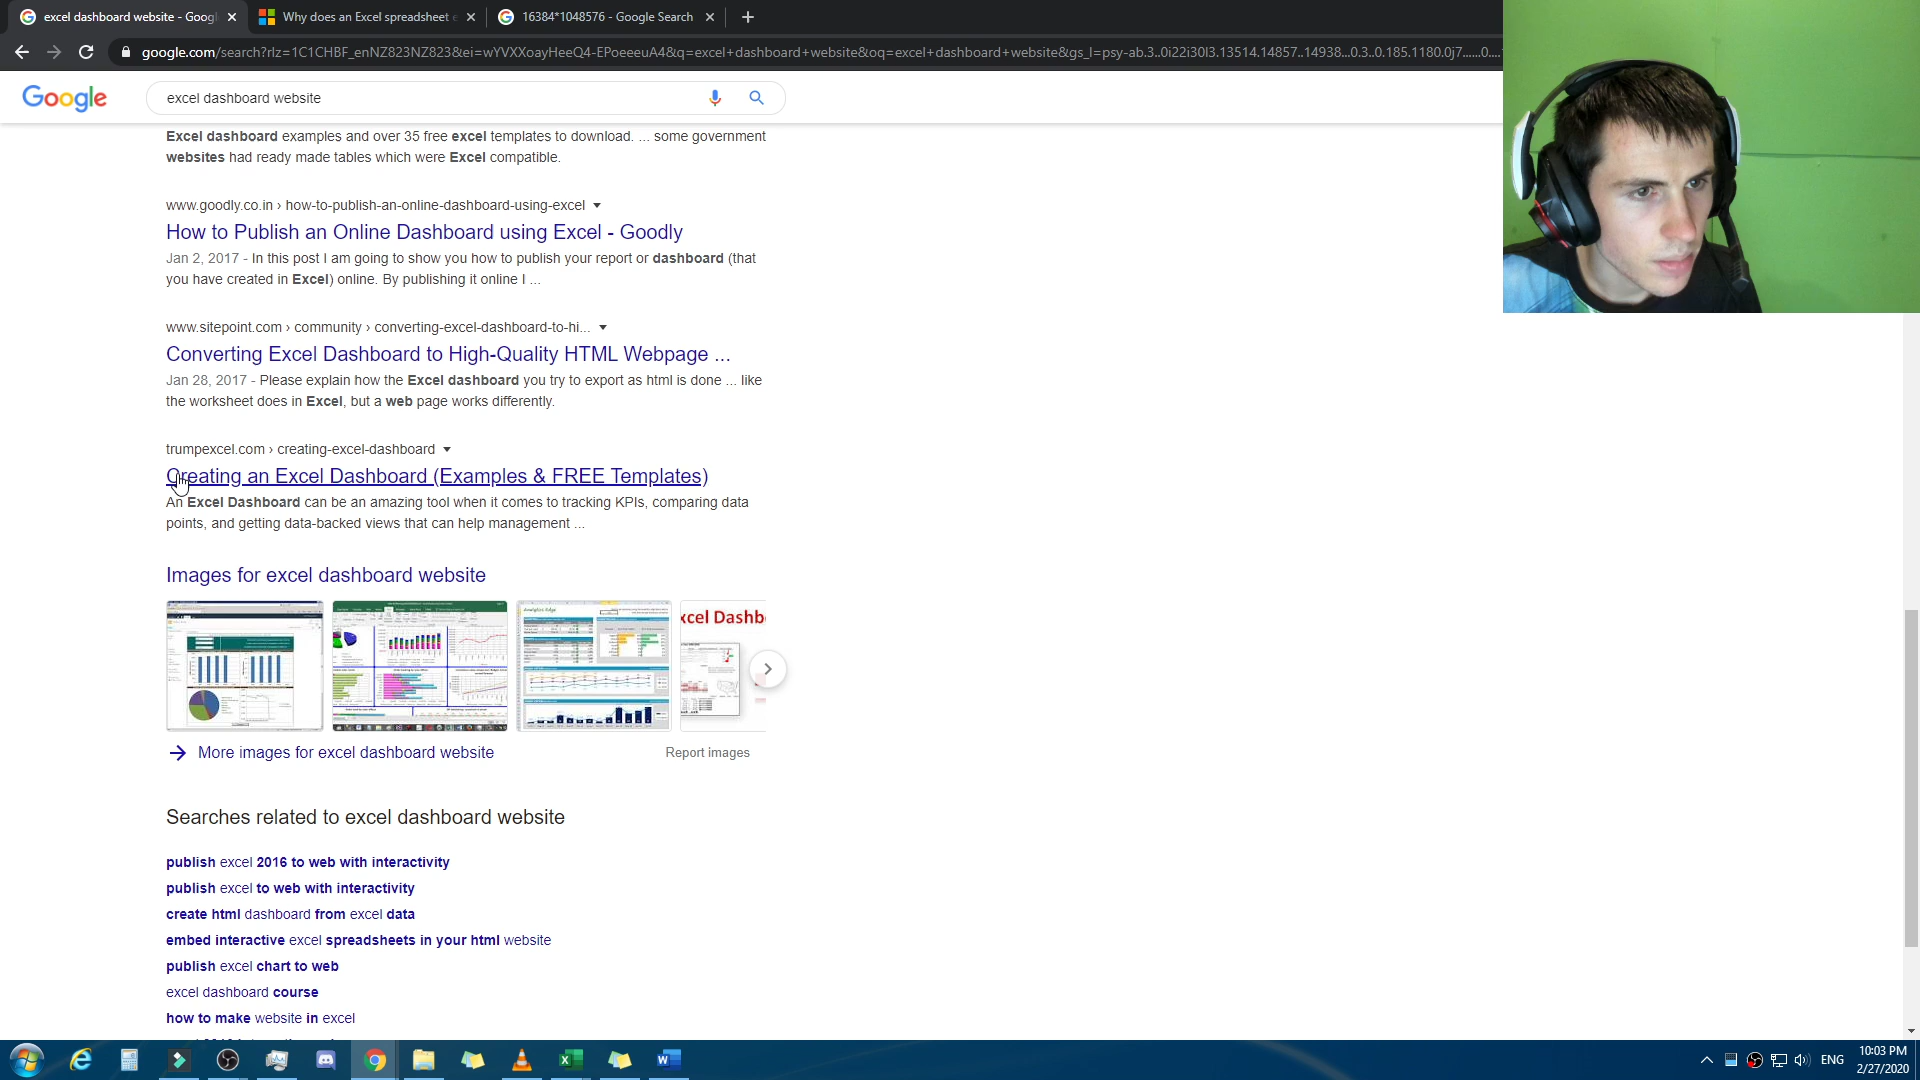 excel dashboard website - Googl
Why does an Excel spreadsheet
16384*1048576 - Google Search
google.com/search?rlz=1C1CHBF_enNZ823NZ823&ei=wYVXXoayHeeQ4-EPoeeeuA4&q=excel+dashboard+website&oq=excel+dashboard+website&gs_l=psy-ab.3..0i22i30l3.13514.14857..14938...0.3..0.185.1180.0j7......0....
Google
excel dashboard website
Excel dashboard examples and over 35 free excel templates to download. ... some government
websites had ready made tables which were Excel compatible.
www.goodly.co.in › how-to-publish-an-online-dashboard-using-excel
How to Publish an Online Dashboard using Excel - Goodly
Jan 2, 2017 - In this post I am going to show you how to publish your report or dashboard (that
you have created in Excel) online. By publishing it online I ...
www.sitepoint.com › community › converting-excel-dashboard-to-hi...
Converting Excel Dashboard to High-Quality HTML Webpage ...
Jan 28, 2017 - Please explain how the Excel dashboard you try to export as html is done ... like
the worksheet does in Excel, but a web page works differently.
trumpexcel.com › creating-excel-dashboard
Creating an Excel Dashboard (Examples & FREE Templates)
An Excel Dashboard can be an amazing tool when it comes to tracking KPIs, comparing data
points, and getting data-backed views that can help management ...
Images for excel dashboard website
Analytics Edge
xcel Dashb
More images for excel dashboard website
Report images
Searches related to excel dashboard website
publish excel 2016 to web with interactivity
publish excel to web with interactivity
create html dashboard from excel data
embed interactive excel spreadsheets in your html website
publish excel chart to web
excel dashboard course
how to make website in excel
ENG
10:03 PM
2/27/2020